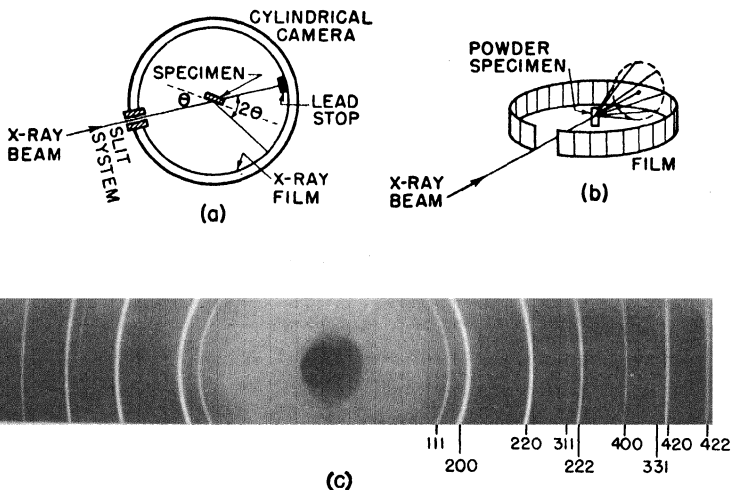 CYLINDRICAL
CAMERA
SPECIMEN
θ
2θ
LEAD
STOP
X-RAY
BEAM
SLIT
SYSTEM
X-RAY
FILM
(a)
POWDER
SPECIMEN
FILM
X-RAY
BEAM
(b)
111 220 311 400 420 422
200 222 331
(c)